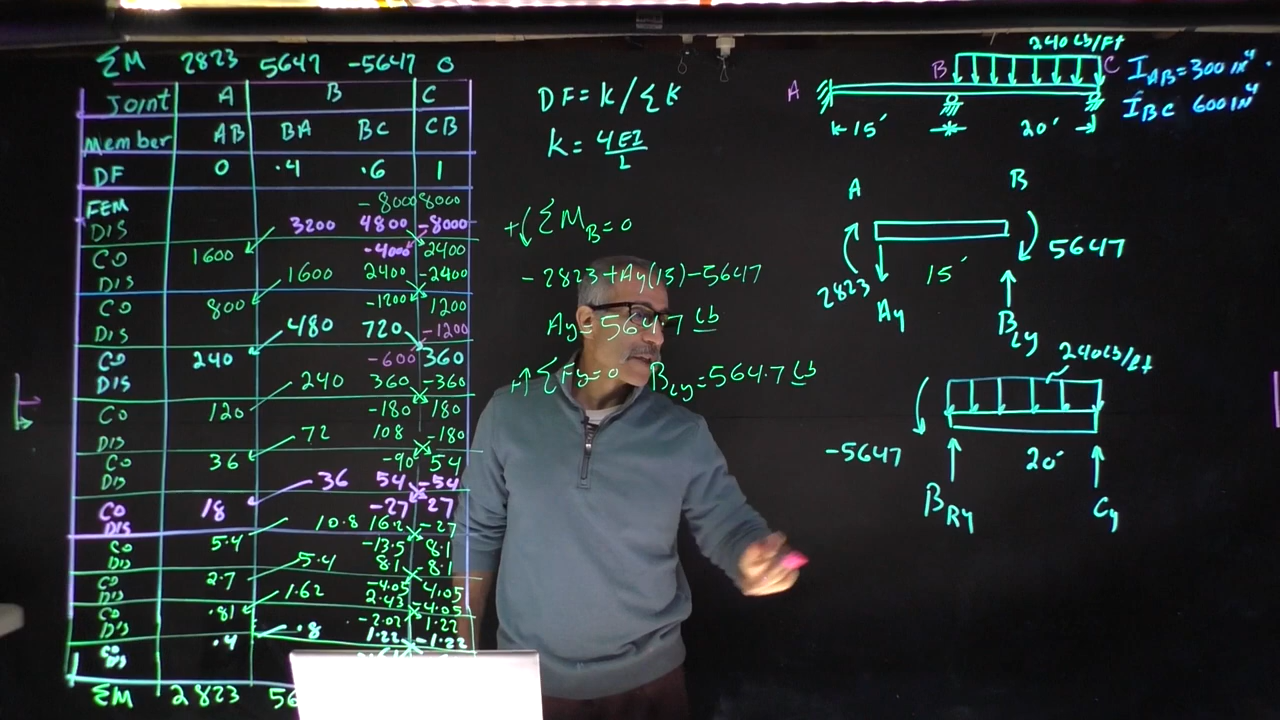 ΣM 2823 5647 -5647 0
Joint A B C
Member AB BA BC CB
DF 0 .4 .6 1
FEM -8000 8000
DIS 3200 4800 -8000
CO 1600 -4000 2400
DIS 1600 2400 -2400
CO 800 -1200 1200
DIS 480 720 -1200
CO 240 -600 360
DIS 240 360 -360
CO 120 -180 180
DIS 72 108 -180
CO 36 -90 54
DIS 36 54 -54
CO 18 -27 27
DIS 10.8 16.2 -27
CO 5.4 -13.5 8.1
DIS 5.4 8.1 -8.1
CO 2.7 -4.05 4.05
DIS 1.62 2.43 -4.05
CO .81 -2.02 1.22
DIS .8 1.22 -1.22
CO .4
DIS
ΣM 2823 56
DF = K/ΣK
K = 4EI/L
+ΣM_B=0
-2823+Ay(15)-5647
Ay=564.7 Lb
+↑ΣFy=0 B_Ly=564.7 Lb
240 Lb/Ft
A B C
I_AB=300 in⁴
I_BC 600 IN⁴
15' 20'
A B
2823 5647
15'
Ay B_Ly
240 Lb/ft
-5647 20'
B_Ry Cy